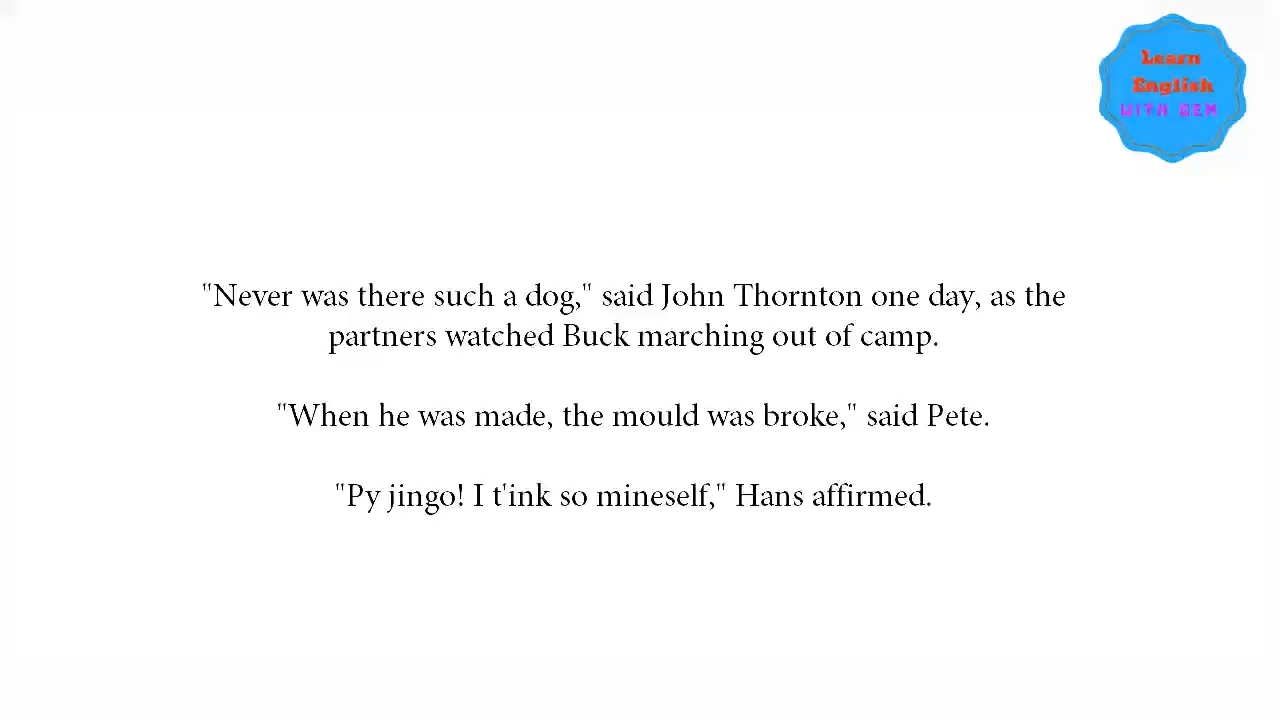 Learn
English
WITH GEM
"Never was there such a dog," said John Thornton one day, as the
partners watched Buck marching out of camp.
"When he was made, the mould was broke," said Pete.
"Py jingo! I t'ink so mineself," Hans affirmed.